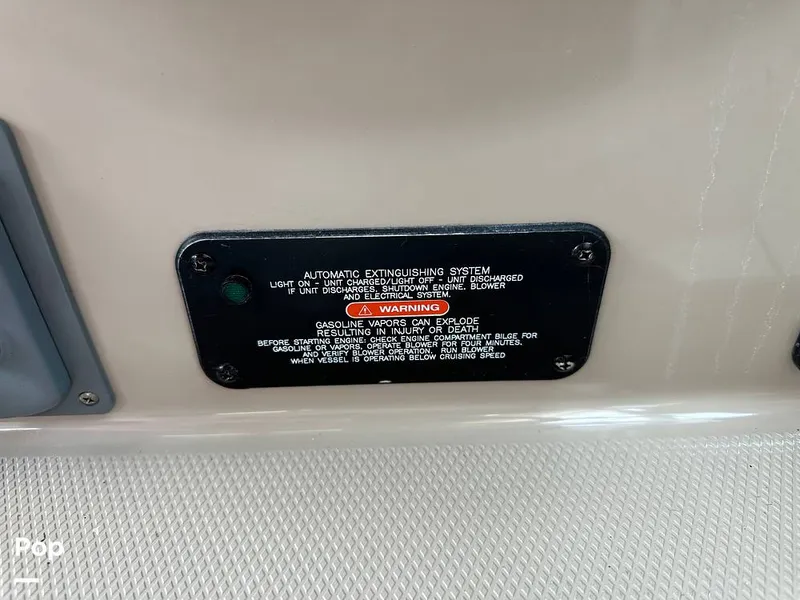 AUTOMATIC EXTINGUISHING SYSTEM
LIGHT ON - UNIT CHARGED/LIGHT OFF - UNIT DISCHARGED
IF UNIT DISCHARGES, SHUTDOWN ENGINE, BLOWER
AND ELECTRICAL SYSTEM.
WARNING
GASOLINE VAPORS CAN EXPLODE
RESULTING IN INJURY OR DEATH
BEFORE STARTING ENGINE: CHECK ENGINE COMPARTMENT BILGE FOR
GASOLINE OR VAPORS, OPERATE BLOWER FOR FOUR MINUTES,
AND VERIFY BLOWER OPERATION. RUN BLOWER
WHEN VESSEL IS OPERATING BELOW CRUISING SPEED
Pop